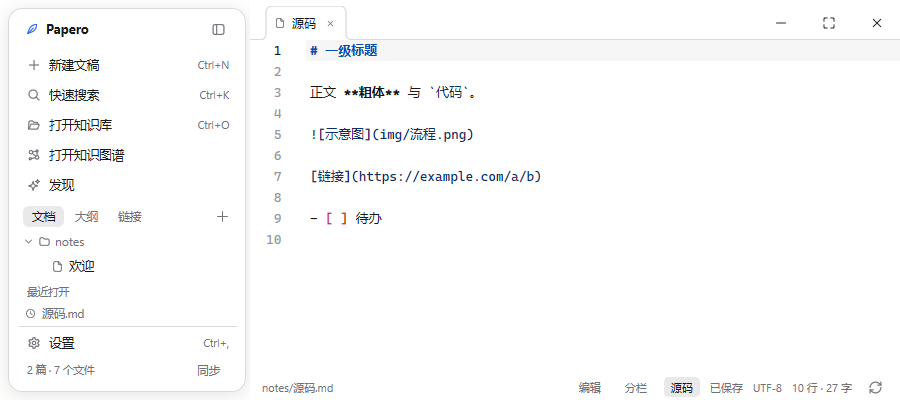 Papero
新建文稿 Ctrl+N
快速搜索 Ctrl+K
打开知识库 Ctrl+O
打开知识图谱
发现
文档 大纲 链接
notes
欢迎
最近打开
源码.md
设置 Ctrl+,
2 篇 · 7 个文件 同步
源码
1 # 一级标题
2
3 正文 **粗体** 与 `代码`。
4
5 ![示意图](img/流程.png)
6
7 [链接](https://example.com/a/b)
8
9 - [ ] 待办
10
notes/源码.md 编辑 分栏 源码 已保存 UTF-8 10 行 · 27 字